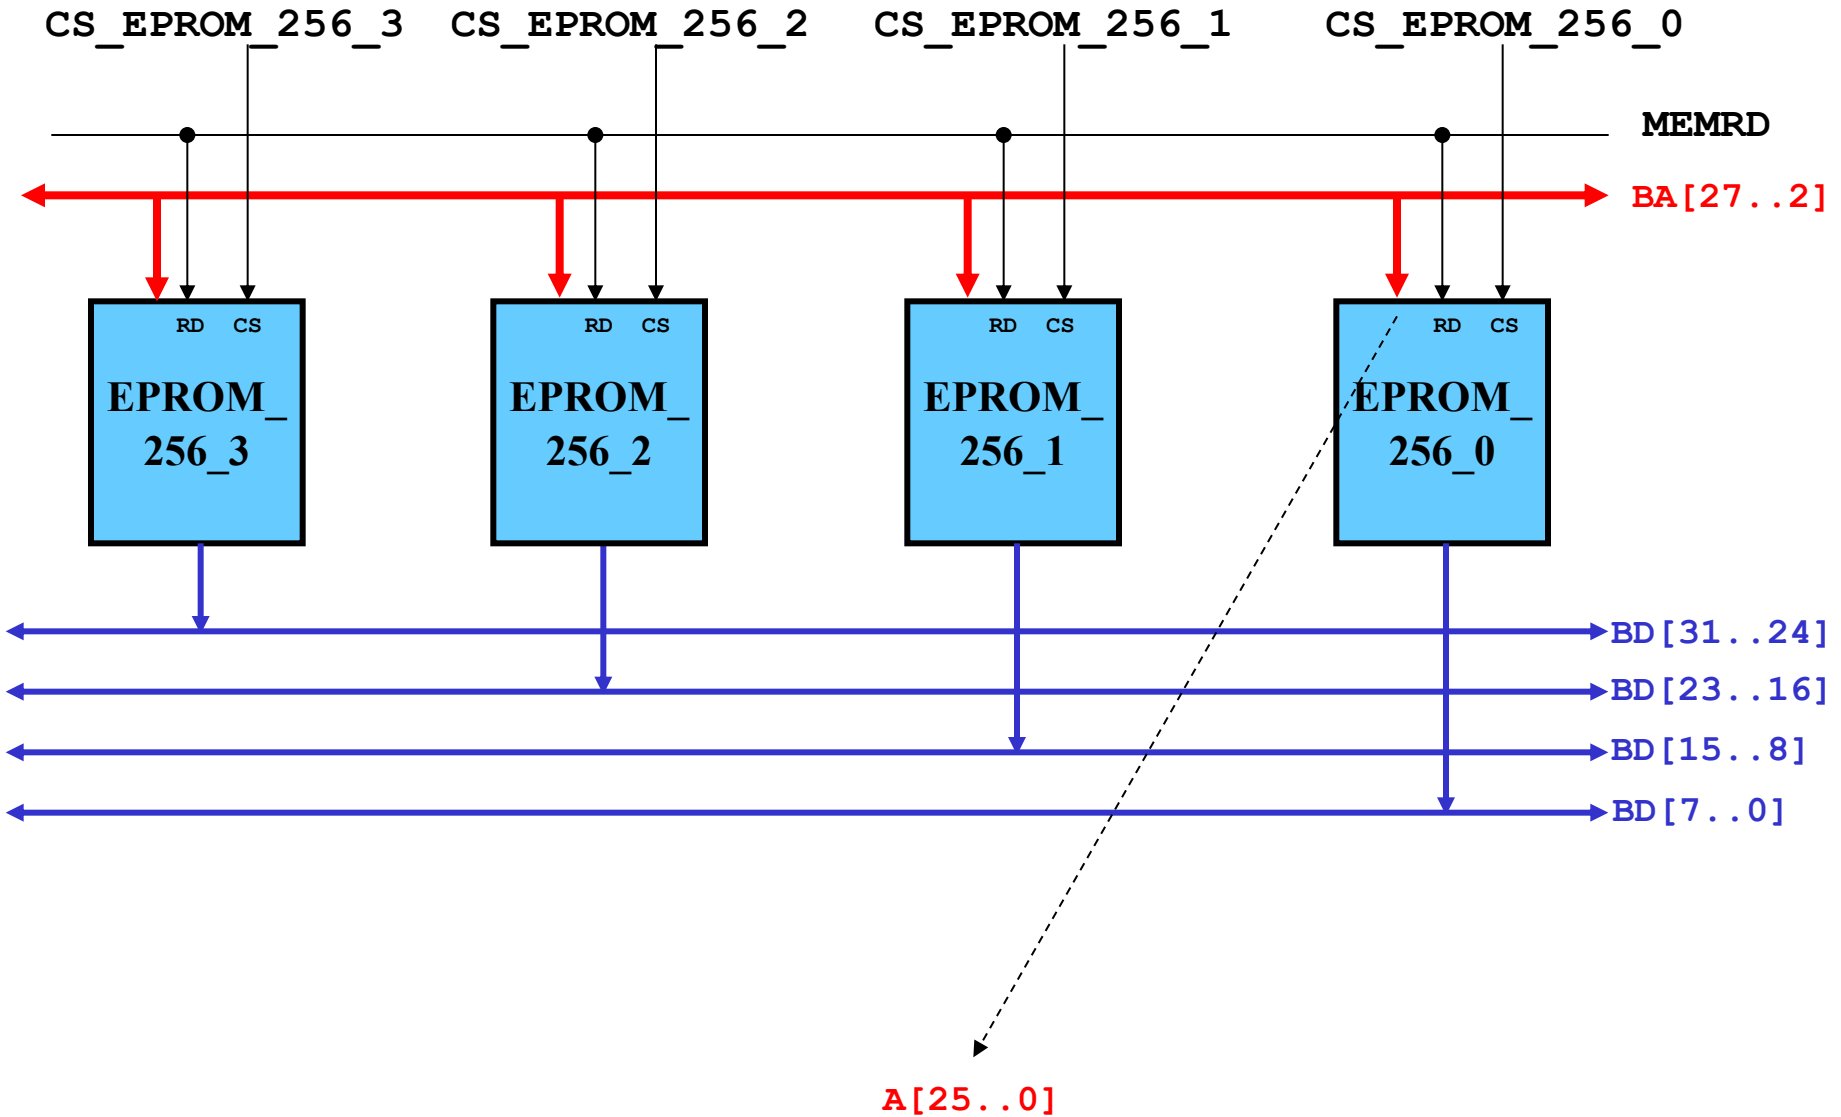 CS_EPROM_256_3 CS_EPROM_256_2 CS_EPROM_256_1 CS_EPROM_256_0
MEMRD
BA[27..2]
RD CS RD CS RD CS RD CS
EPROM_ EPROM_ EPROM_ EPROM_
256_3 256_2 256_1 256_0
BD[31..24]
BD[23..16]
BD[15..8]
BD[7..0]
A[25..0]